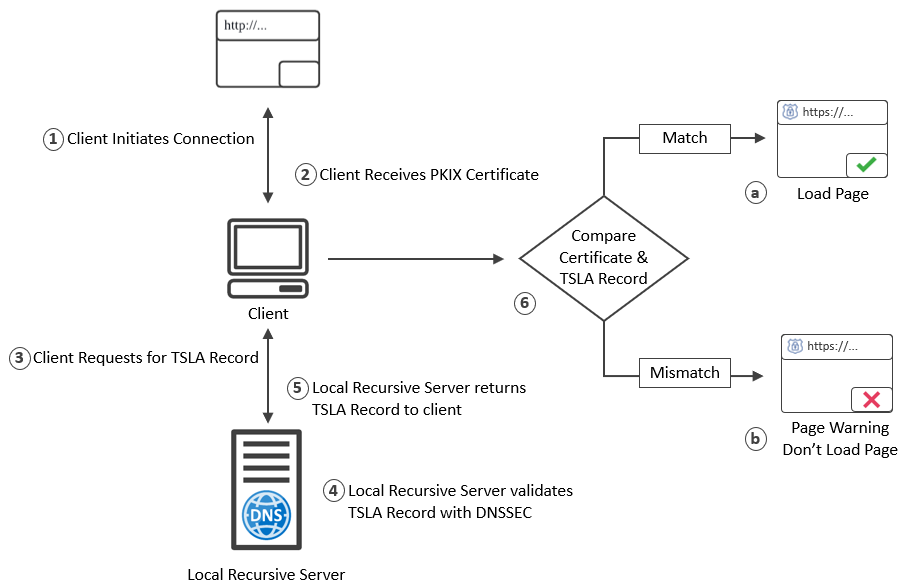 http://...
1 Client Initiates Connection
2 Client Receives PKIX Certificate
Client
3 Client Requests for TSLA Record
5 Local Recursive Server returns
TSLA Record to client
DNS
4 Local Recursive Server validates
TSLA Record with DNSSEC
Local Recursive Server
Compare
Certificate &
TSLA Record
6
Match
https://...
a
Load Page
Mismatch
https://...
b
Page Warning
Don't Load Page